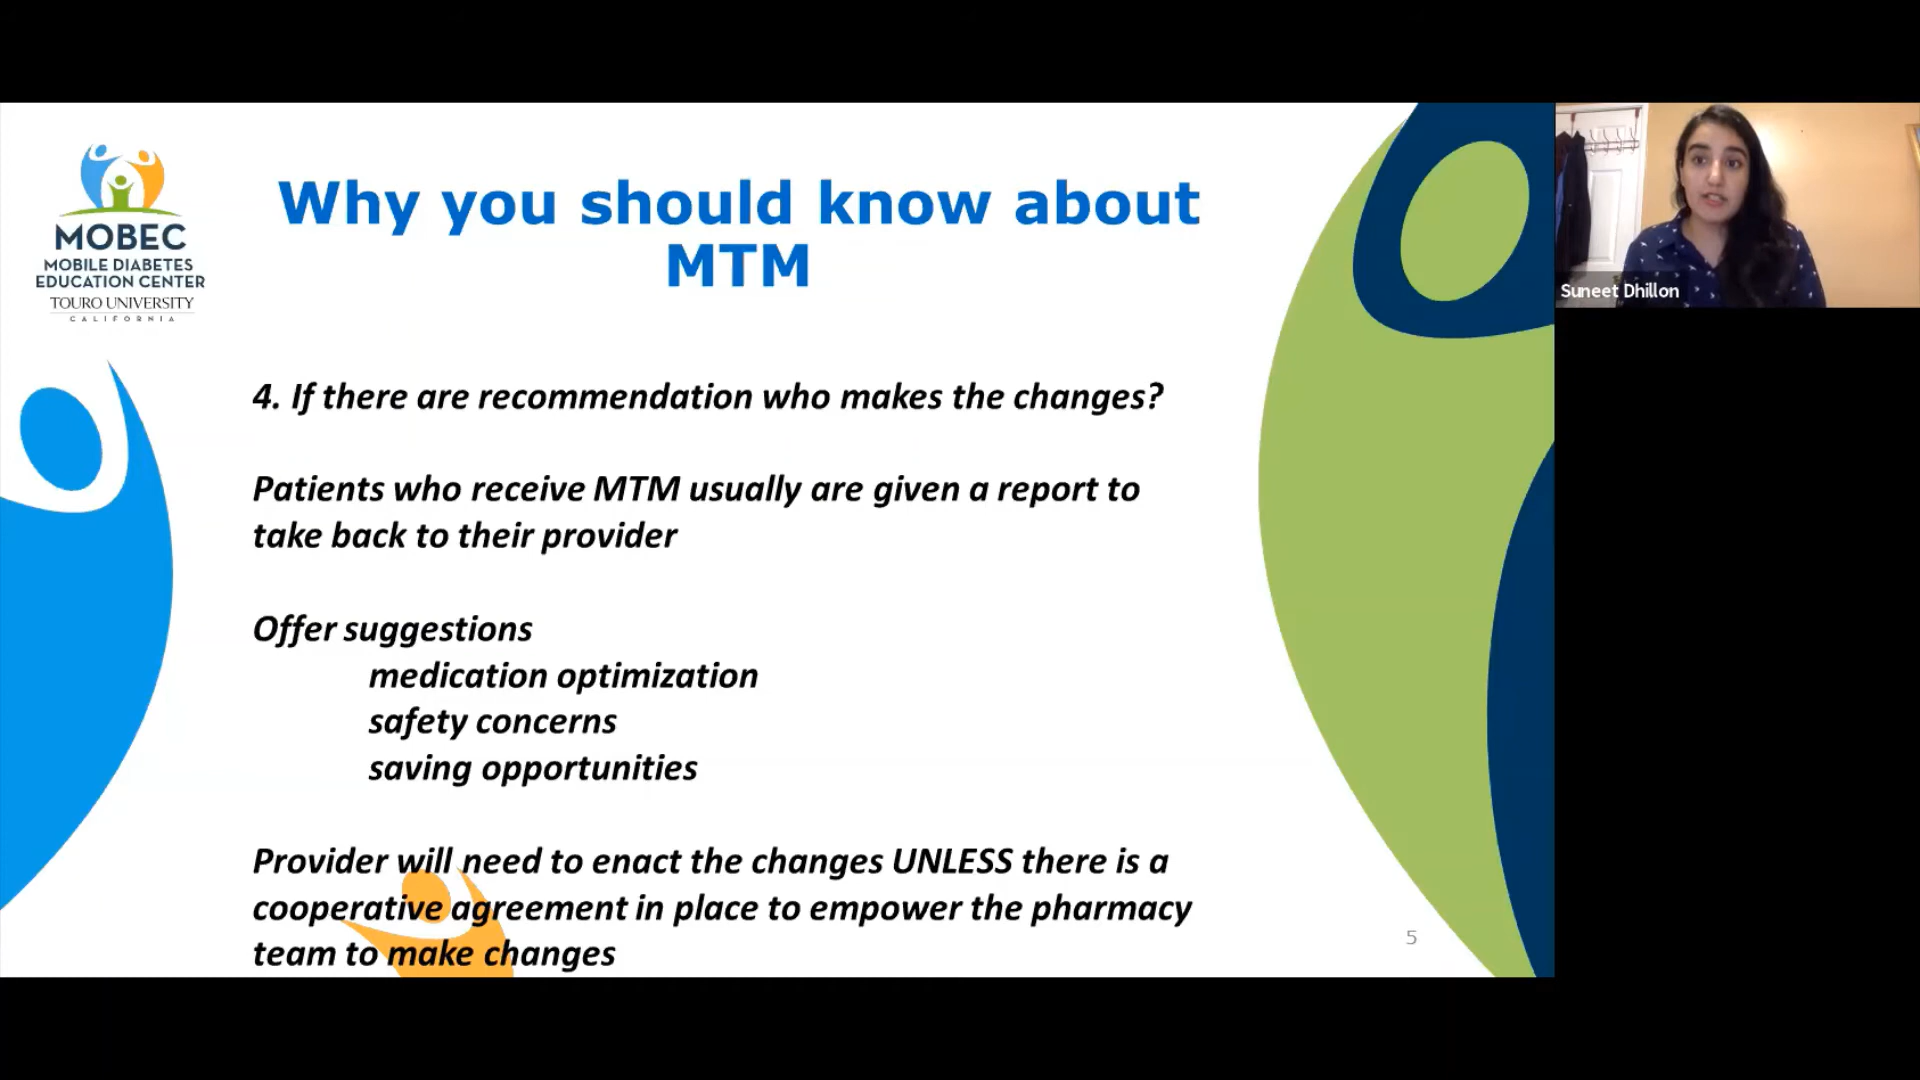 MOBEC
MOBILE DIABETES
EDUCATION CENTER
TOURO UNIVERSITY
CALIFORNIA
Why you should know about
MTM
Suneet Dhillon
4. If there are recommendation who makes the changes?
Patients who receive MTM usually are given a report to
take back to their provider
Offer suggestions
medication optimization
safety concerns
saving opportunities
Provider will need to enact the changes UNLESS there is a
cooperative agreement in place to empower the pharmacy
team to make changes
5